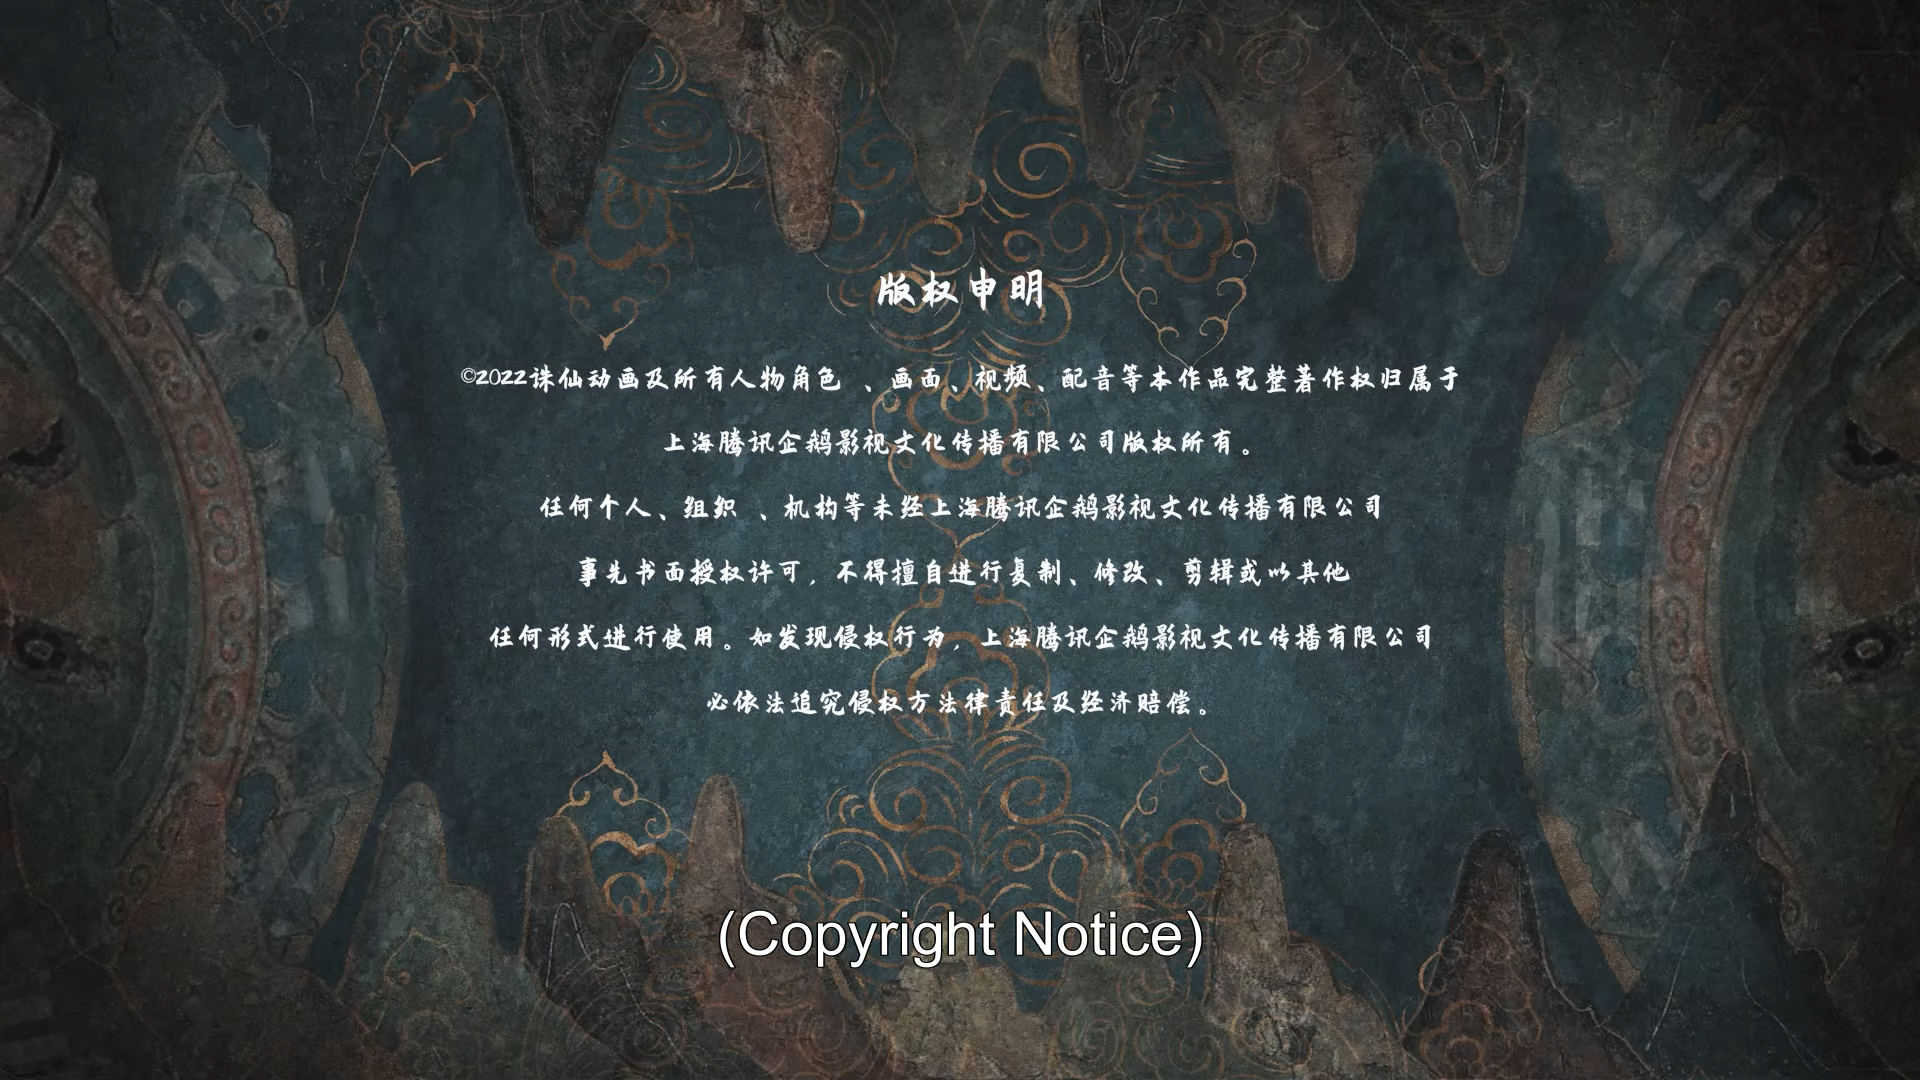 版权申明
©2022诛仙动画及所有人物角色 、画面、视频、配音等本作品完整著作权归属于
上海腾讯企鹅影视文化传播有限公司版权所有。
任何个人、组织 、机构等未经上海腾讯企鹅影视文化传播有限公司
事先书面授权许可，不得擅自进行复制、修改、剪辑或以其他
任何形式进行使用。如发现侵权行为，上海腾讯企鹅影视文化传播有限公司
必依法追究侵权方法律责任及经济赔偿。
(Copyright Notice)